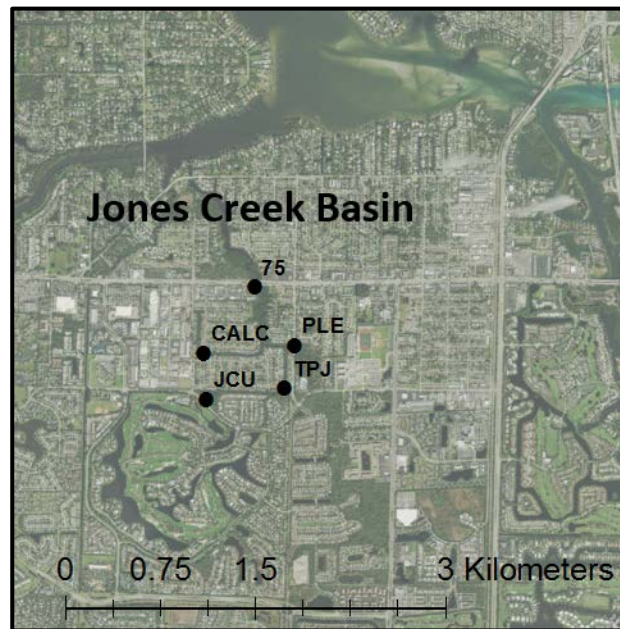 Jones Creek Basin
75
CALC
PLE
JCU
TPJ
0 0.75 1.5 3 Kilometers